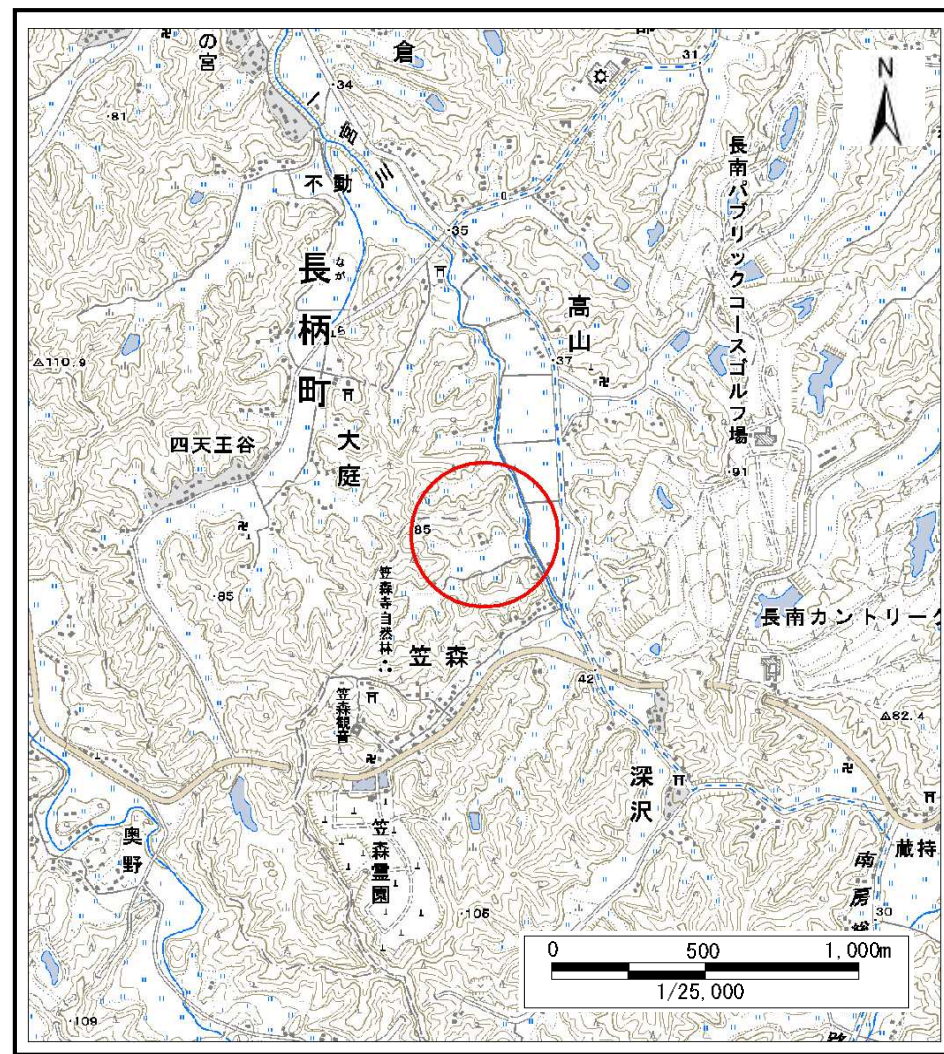 の宮
倉
31
N
・34
・81
一宮川
長南パブリックコースゴルフ場
不動
・35
長柄町
なが
ら
高山
△110.9
・37
四天王谷
大庭
・91
85
笠森寺自然林
・85
長南カントリーク
笠森
笠森観音
42
△82.4
深沢
奥野
笠森霊園
蔵持
南房総
・105
・30
0 500 1,000m
1/25,000
・109